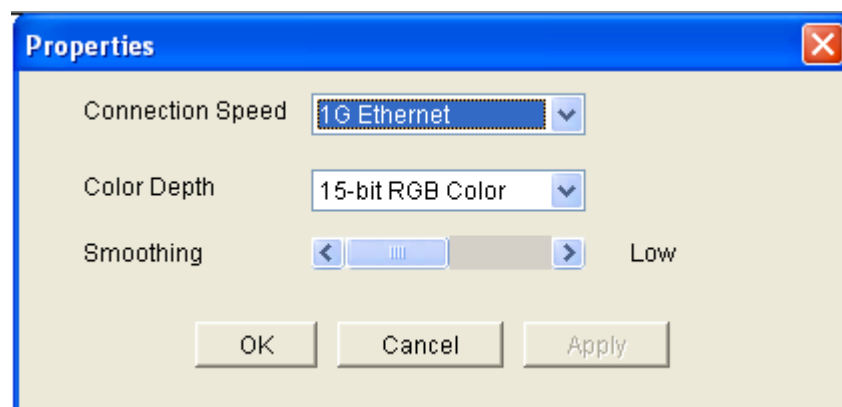 Properties
Connection Speed 1G Ethernet
Color Depth 15-bit RGB Color
Smoothing Low
OK Cancel Apply